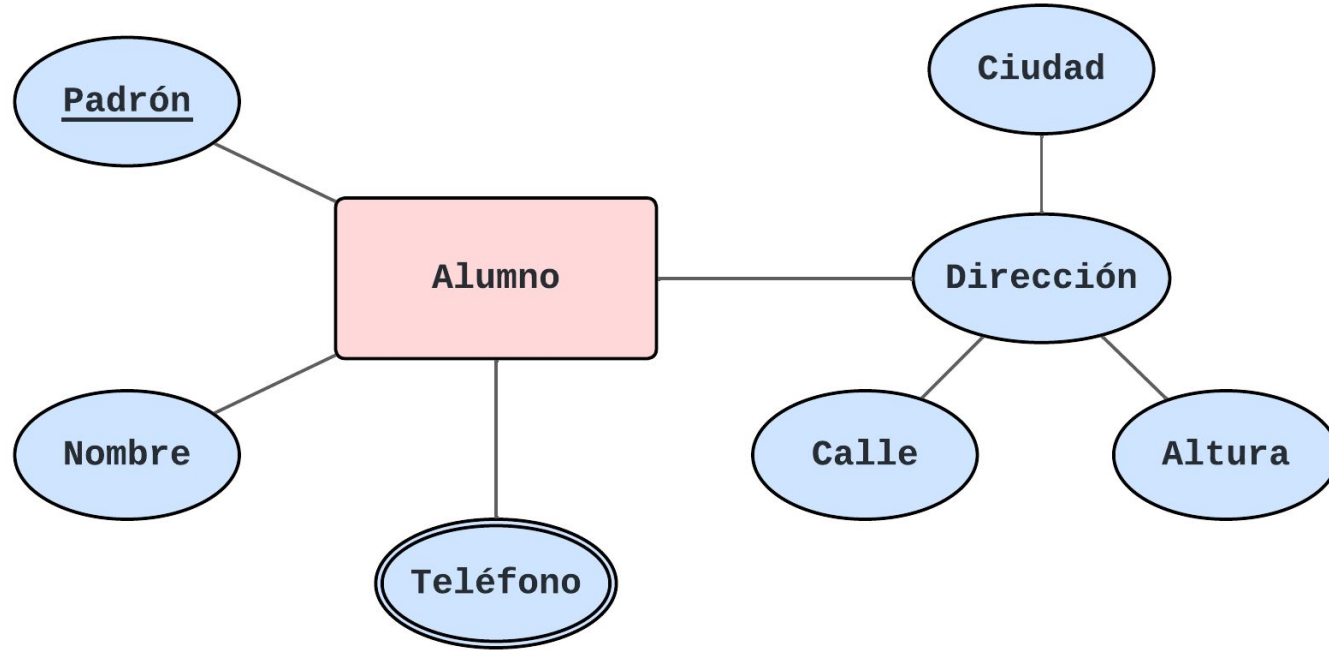 Ciudad
Padrón
Alumno
Dirección
Nombre
Calle
Altura
Teléfono